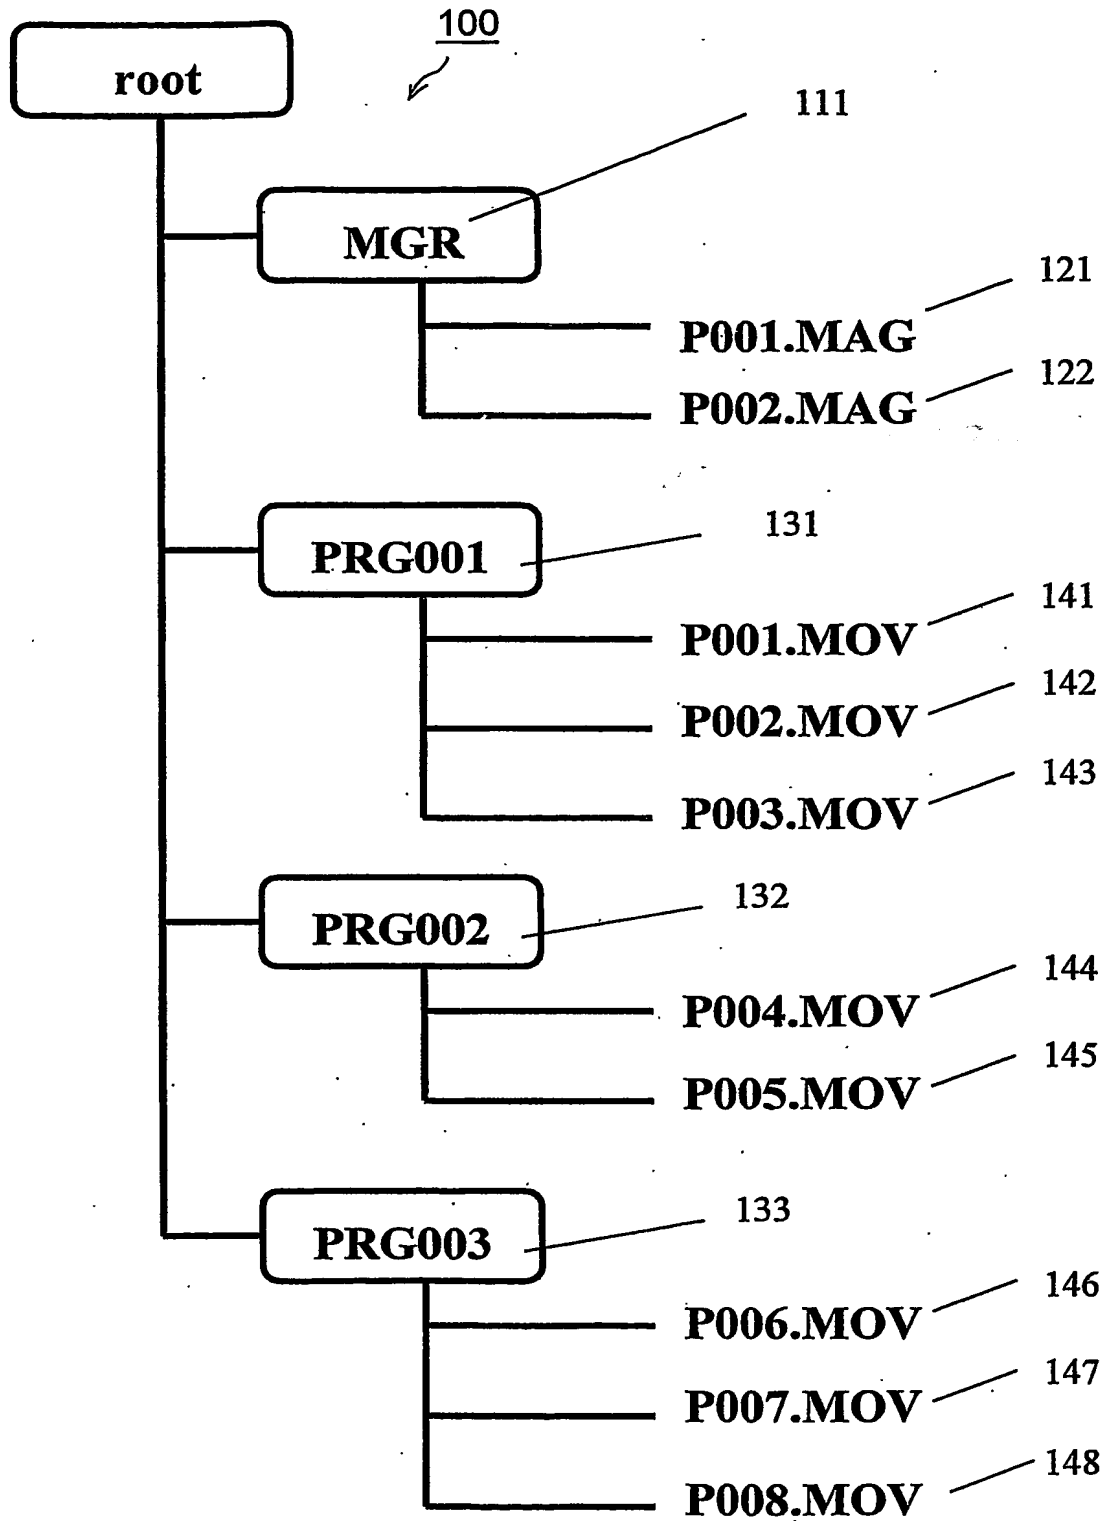 100
root
111
MGR
121
P001.MAG
122
P002.MAG
131
PRG001
141
P001.MOV
142
P002.MOV
143
P003.MOV
132
PRG002
144
P004.MOV
145
P005.MOV
133
PRG003
146
P006.MOV
147
P007.MOV
148
P008.MOV